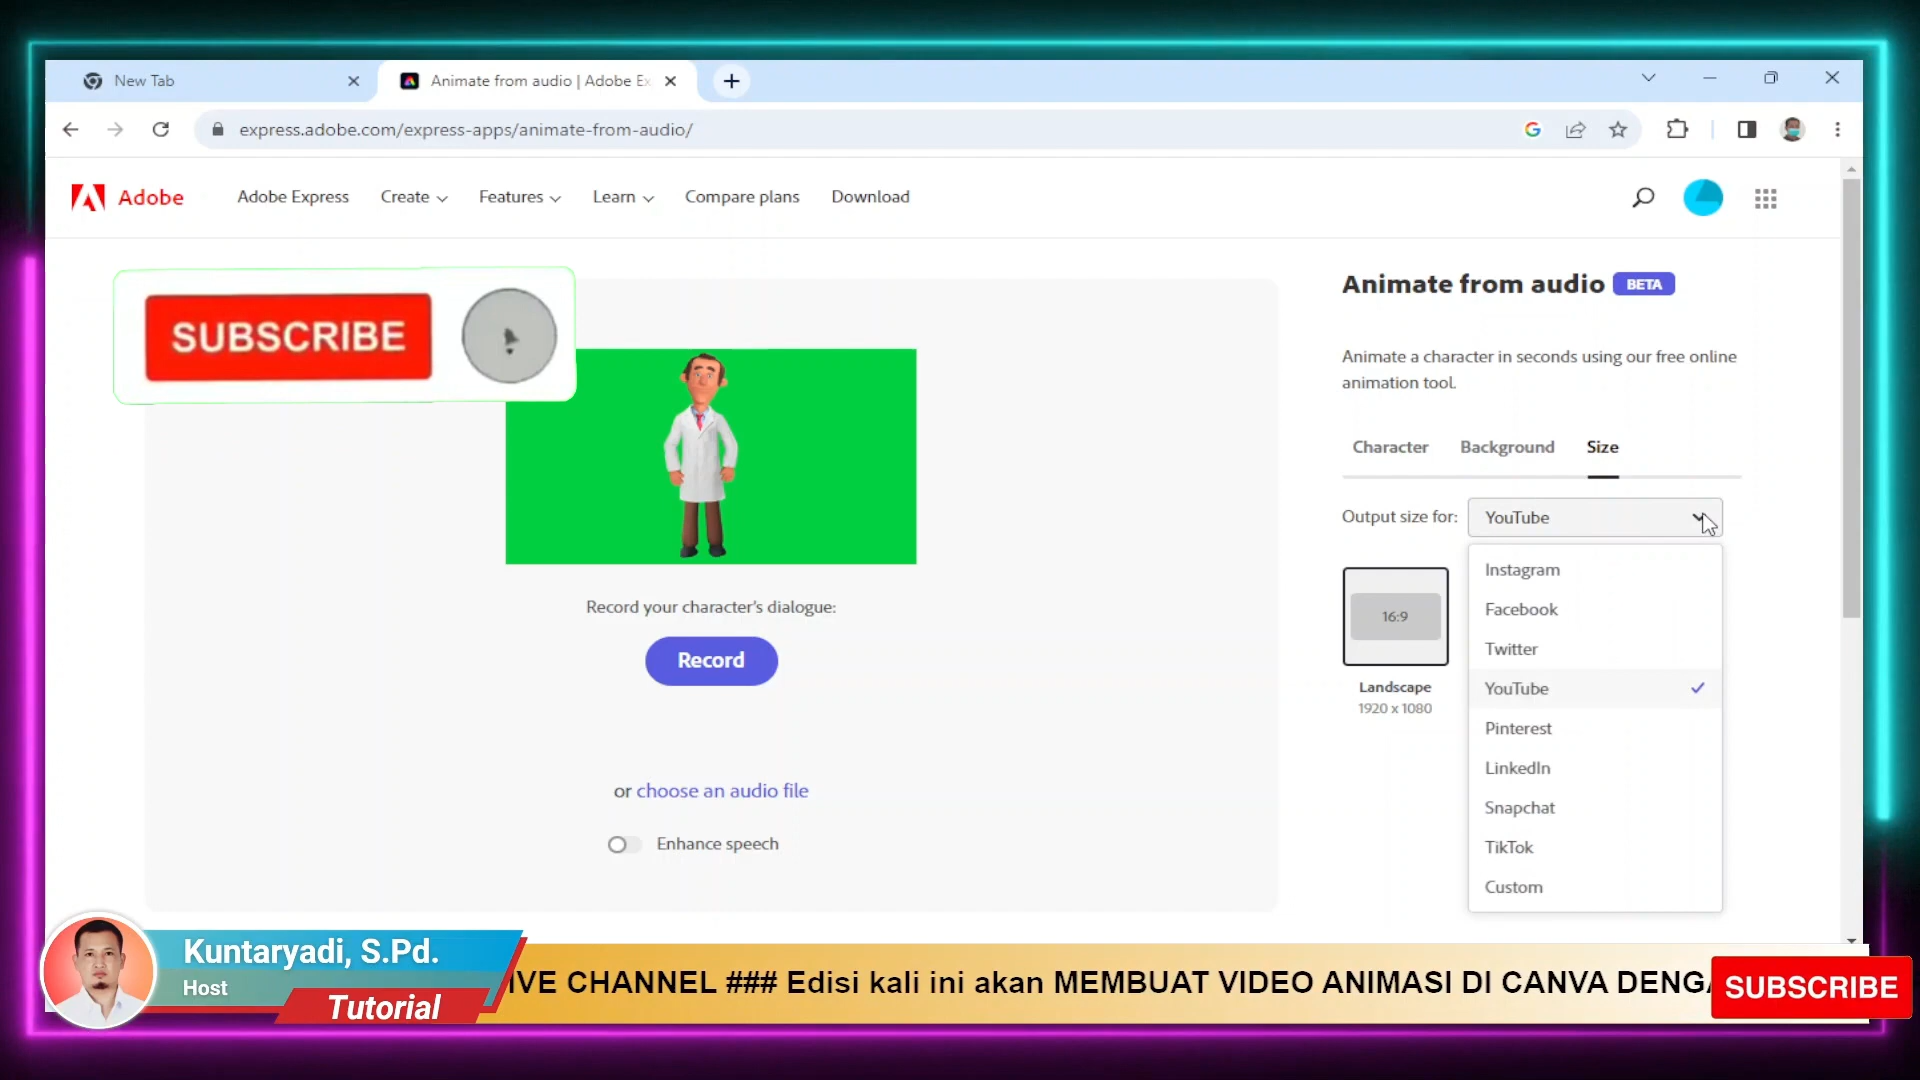 New Tab
Animate from audio | Adobe Ex
express.adobe.com/express-apps/animate-from-audio/
Adobe
Adobe Express
Create
Features
Learn
Compare plans
Download
SUBSCRIBE
Record your character's dialogue:
Record
or choose an audio file
Enhance speech
Animate from audio BETA
Animate a character in seconds using our free online
animation tool.
Character
Background
Size
Output size for:
YouTube
16:9
Landscape
1920 x 1080
Instagram
Facebook
Twitter
YouTube
Pinterest
LinkedIn
Snapchat
TikTok
Custom
Kuntaryadi, S.Pd.
Host
Tutorial
IVE CHANNEL ### Edisi kali ini akan MEMBUAT VIDEO ANIMASI DI CANVA DENGA
SUBSCRIBE